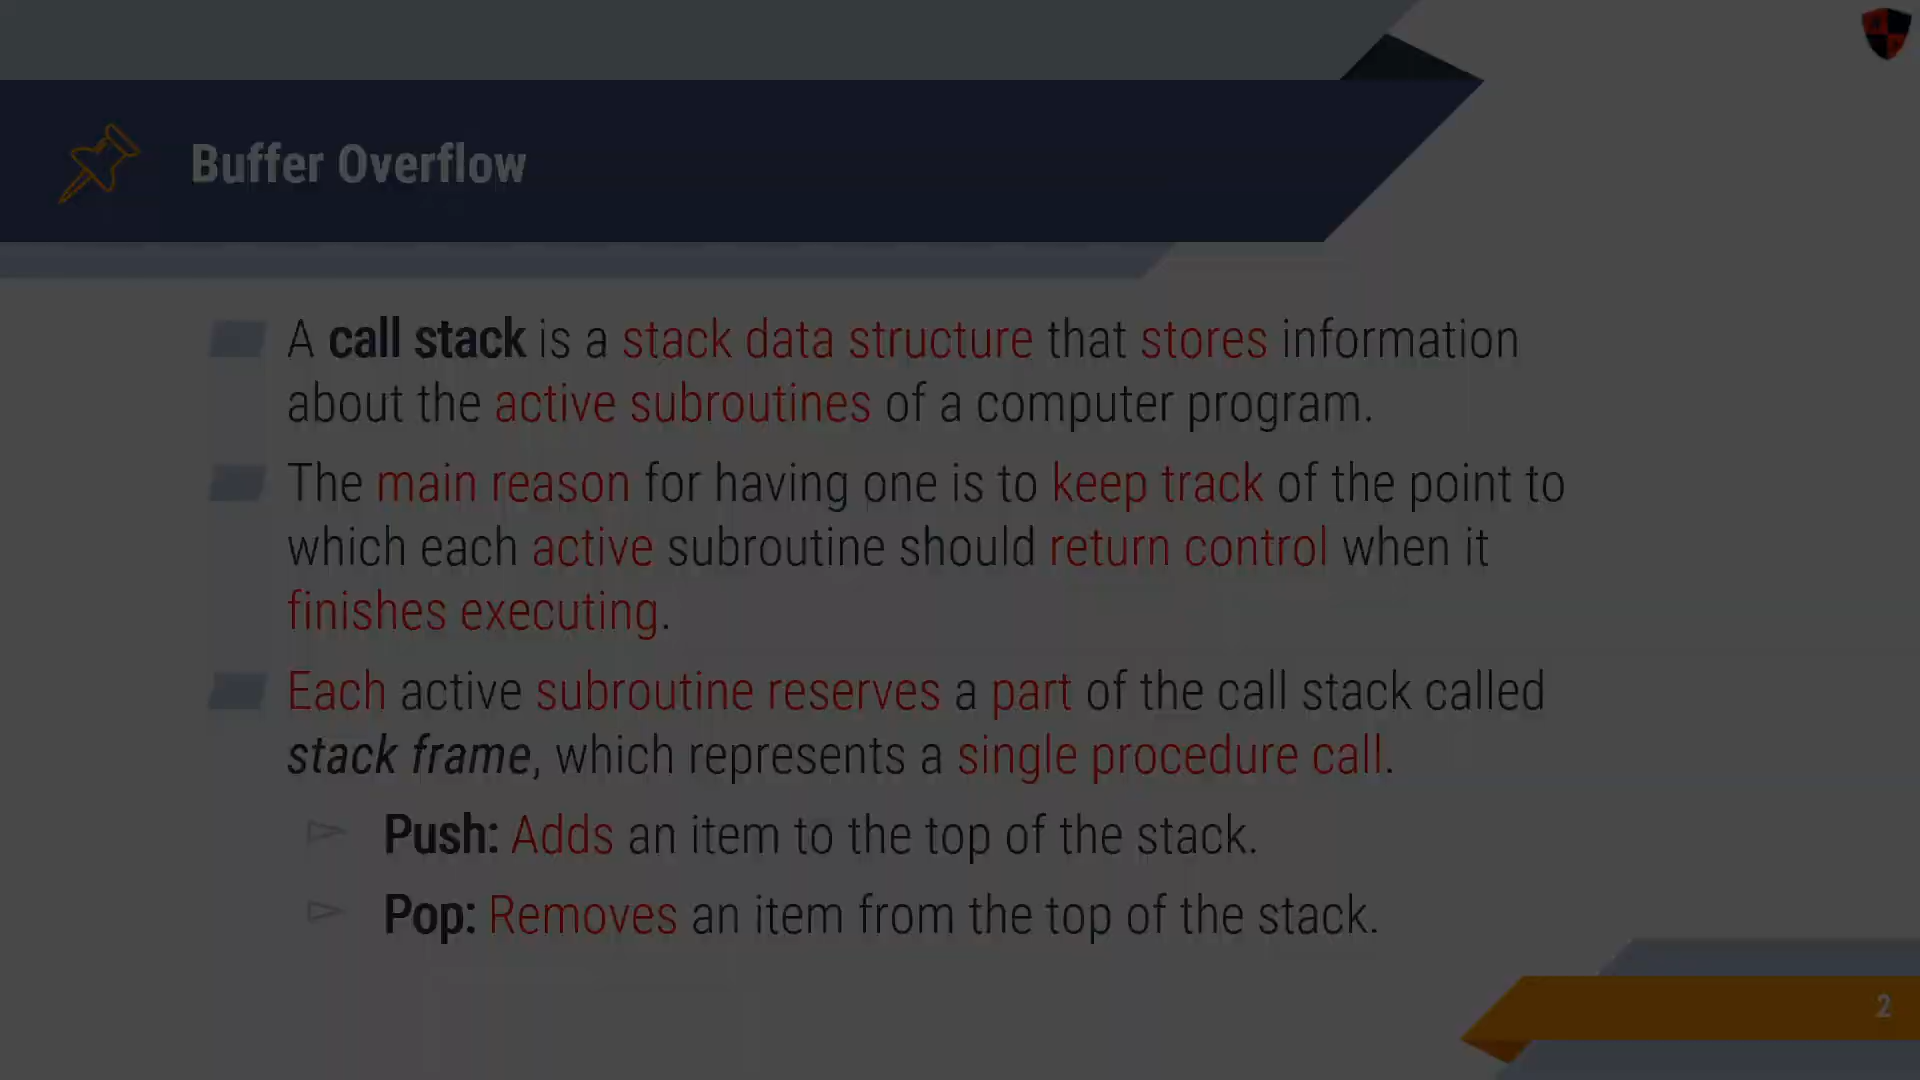 Buffer Overflow
A call stack is a stack data structure that stores information
about the active subroutines of a computer program.
The main reason for having one is to keep track of the point to
which each active subroutine should return control when it
finishes executing.
Each active subroutine reserves a part of the call stack called
stack frame, which represents a single procedure call.
Push: Adds an item to the top of the stack.
Pop: Removes an item from the top of the stack.
2